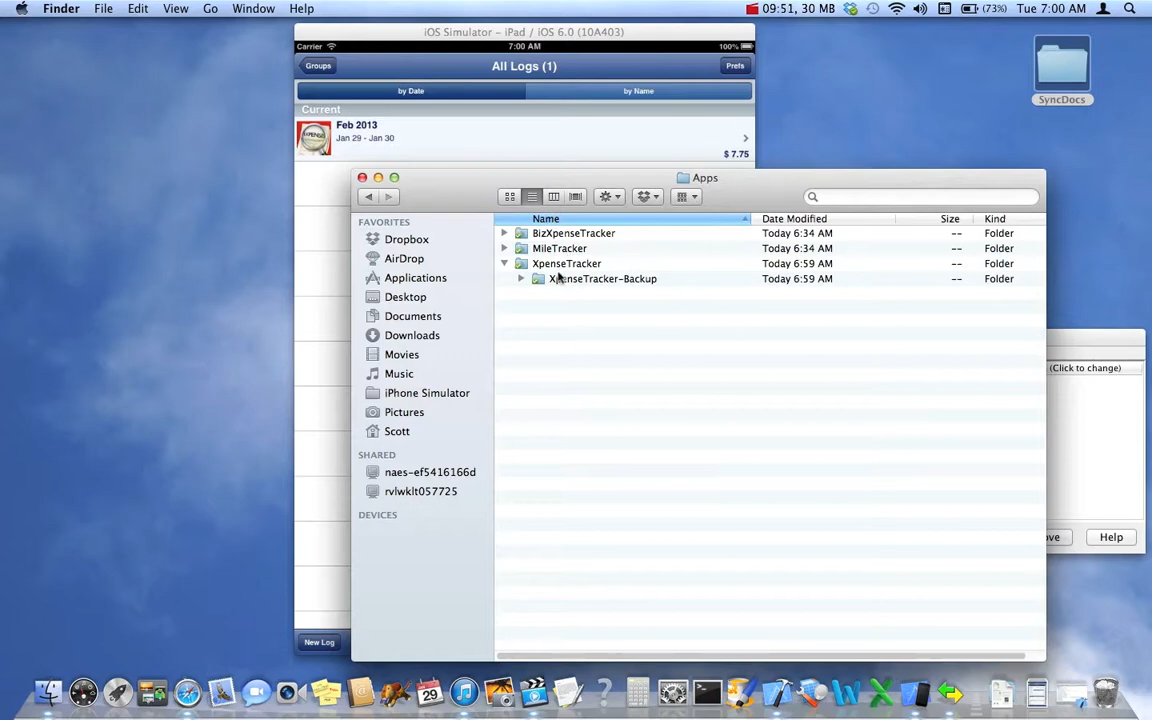 Finder File Edit View Go Window Help 09:51, 30 MB (73%) Tue 7:00 AM
SyncDocs
iOS Simulator - iPad / iOS 6.0 (10A403)
Carrier 7:00 AM 100%
Groups All Logs (1) Prefs
by Date by Name
Current
EXPENSE
Feb 2013
Jan 29 - Jan 30
$ 7.75
New Log
Apps
Name Date Modified Size Kind
BizXpenseTracker Today 6:34 AM -- Folder
MileTracker Today 6:34 AM -- Folder
XpenseTracker Today 6:59 AM -- Folder
XpenseTracker-Backup Today 6:59 AM -- Folder
FAVORITES
Dropbox
AirDrop
Applications
Desktop
Documents
Downloads
Movies
Music
iPhone Simulator
Pictures
Scott
SHARED
naes-ef5416166d
rvlwklt057725
DEVICES
(Click to change)
ove Help
29